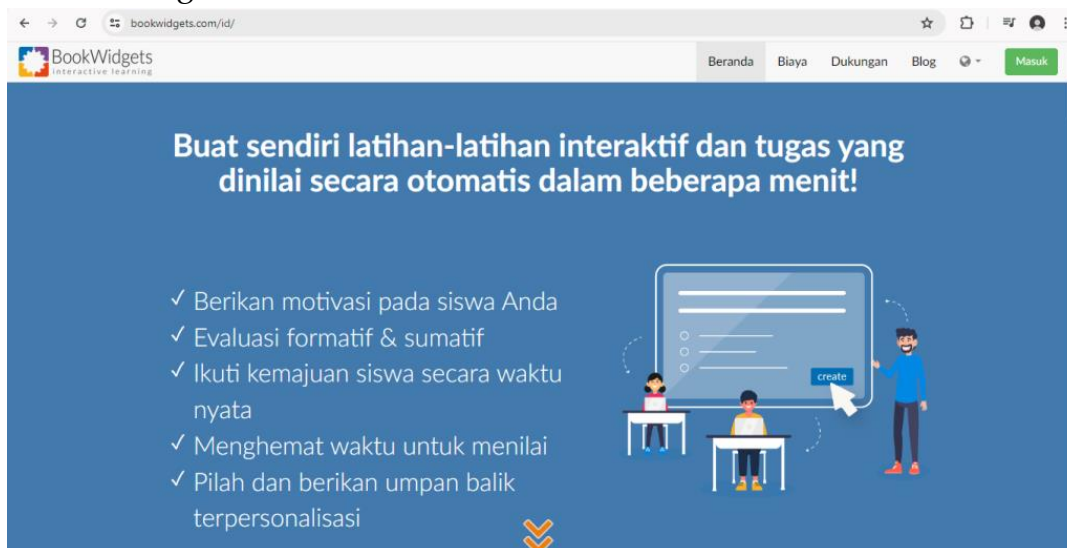 bookwidgets.com/id/
BookWidgets
interactive learning
Beranda Biaya Dukungan Blog Masuk
Buat sendiri latihan-latihan interaktif dan tugas yang
dinilai secara otomatis dalam beberapa menit!
✓ Berikan motivasi pada siswa Anda
✓ Evaluasi formatif & sumatif
✓ Ikuti kemajuan siswa secara waktu
nyata
✓ Menghemat waktu untuk menilai
✓ Pilah dan berikan umpan balik
terpersonalisasi
create